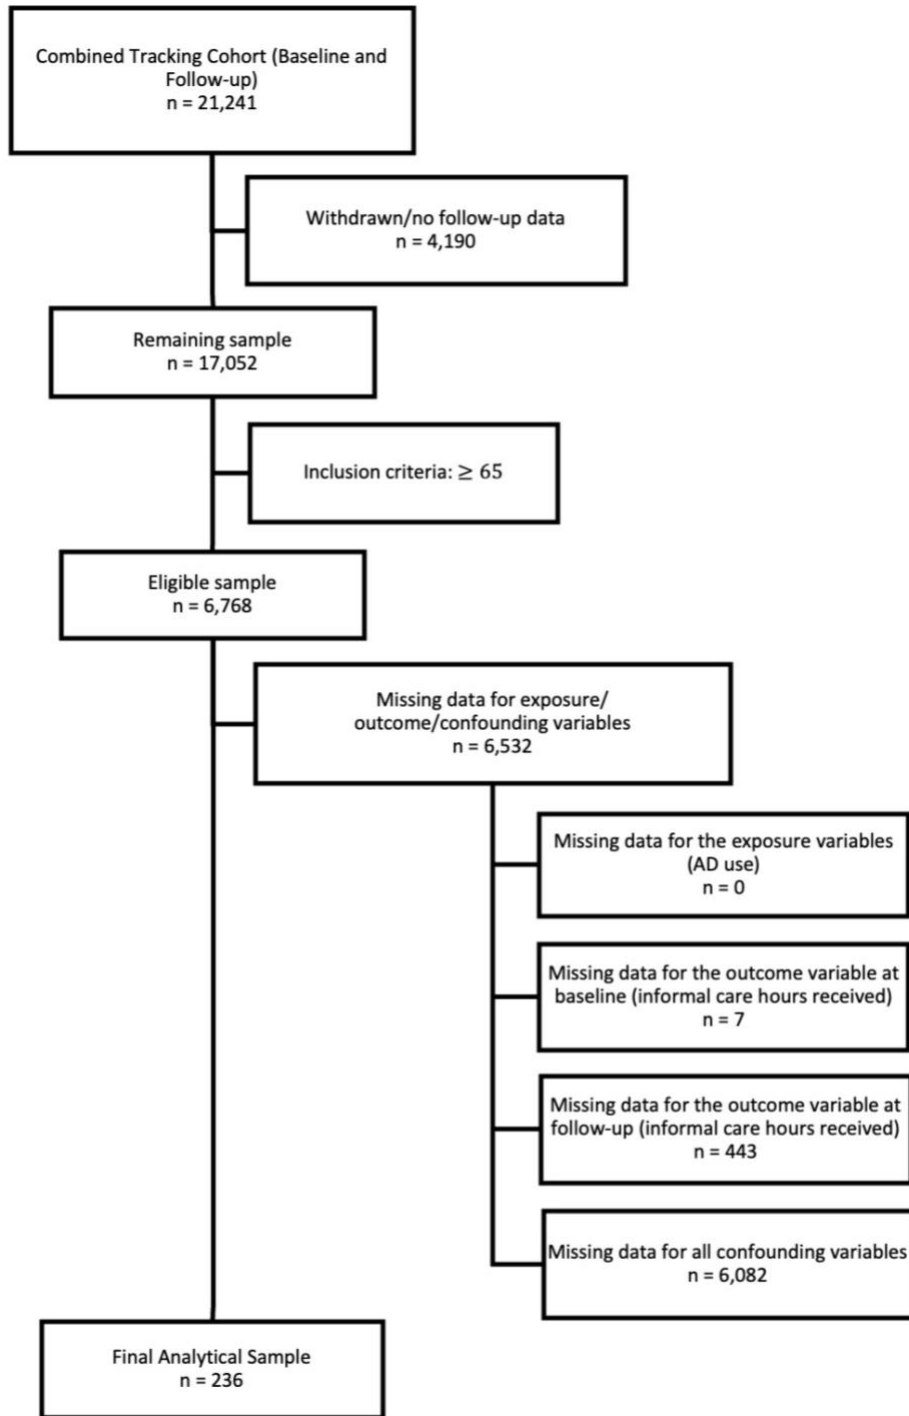 Combined Tracking Cohort (Baseline and
Follow-up)
n = 21,241
Withdrawn/no follow-up data
n = 4,190
Remaining sample
n = 17,052
Inclusion criteria: ≥ 65
Eligible sample
n = 6,768
Missing data for exposure/
outcome/confounding variables
n = 6,532
Missing data for the exposure variables
(AD use)
n = 0
Missing data for the outcome variable at
baseline (informal care hours received)
n = 7
Missing data for the outcome variable at
follow-up (informal care hours received)
n = 443
Missing data for all confounding variables
n = 6,082
Final Analytical Sample
n = 236